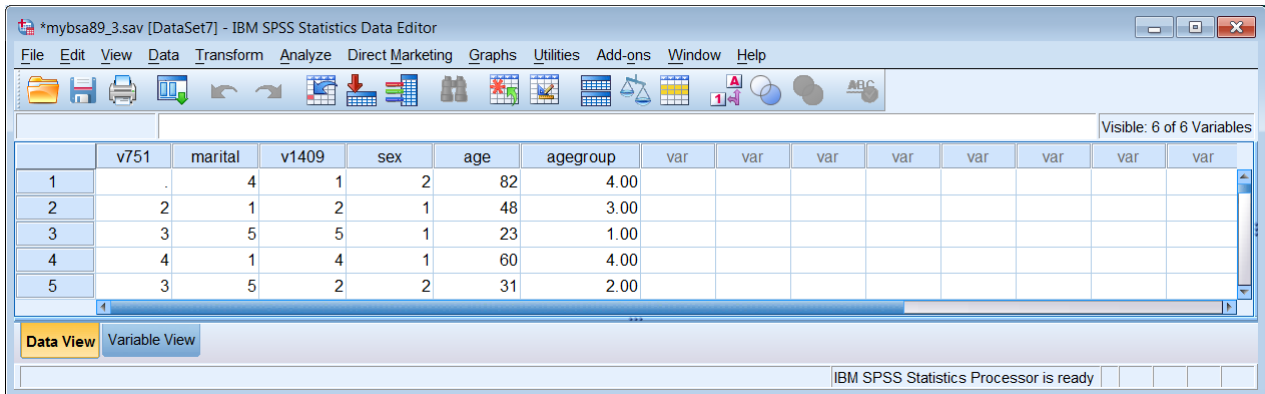 *mybsa89_3.sav [DataSet7] - IBM SPSS Statistics Data Editor
File Edit View Data Transform Analyze Direct Marketing Graphs Utilities Add-ons Window Help
A
1
ABC
Visible: 6 of 6 Variables
v751 marital v1409 sex age agegroup var var var var var var var var
1 . 4 1 2 82 4.00
2 2 1 2 1 48 3.00
3 3 5 5 1 23 1.00
4 4 1 4 1 60 4.00
5 3 5 2 2 31 2.00
Data View Variable View
IBM SPSS Statistics Processor is ready